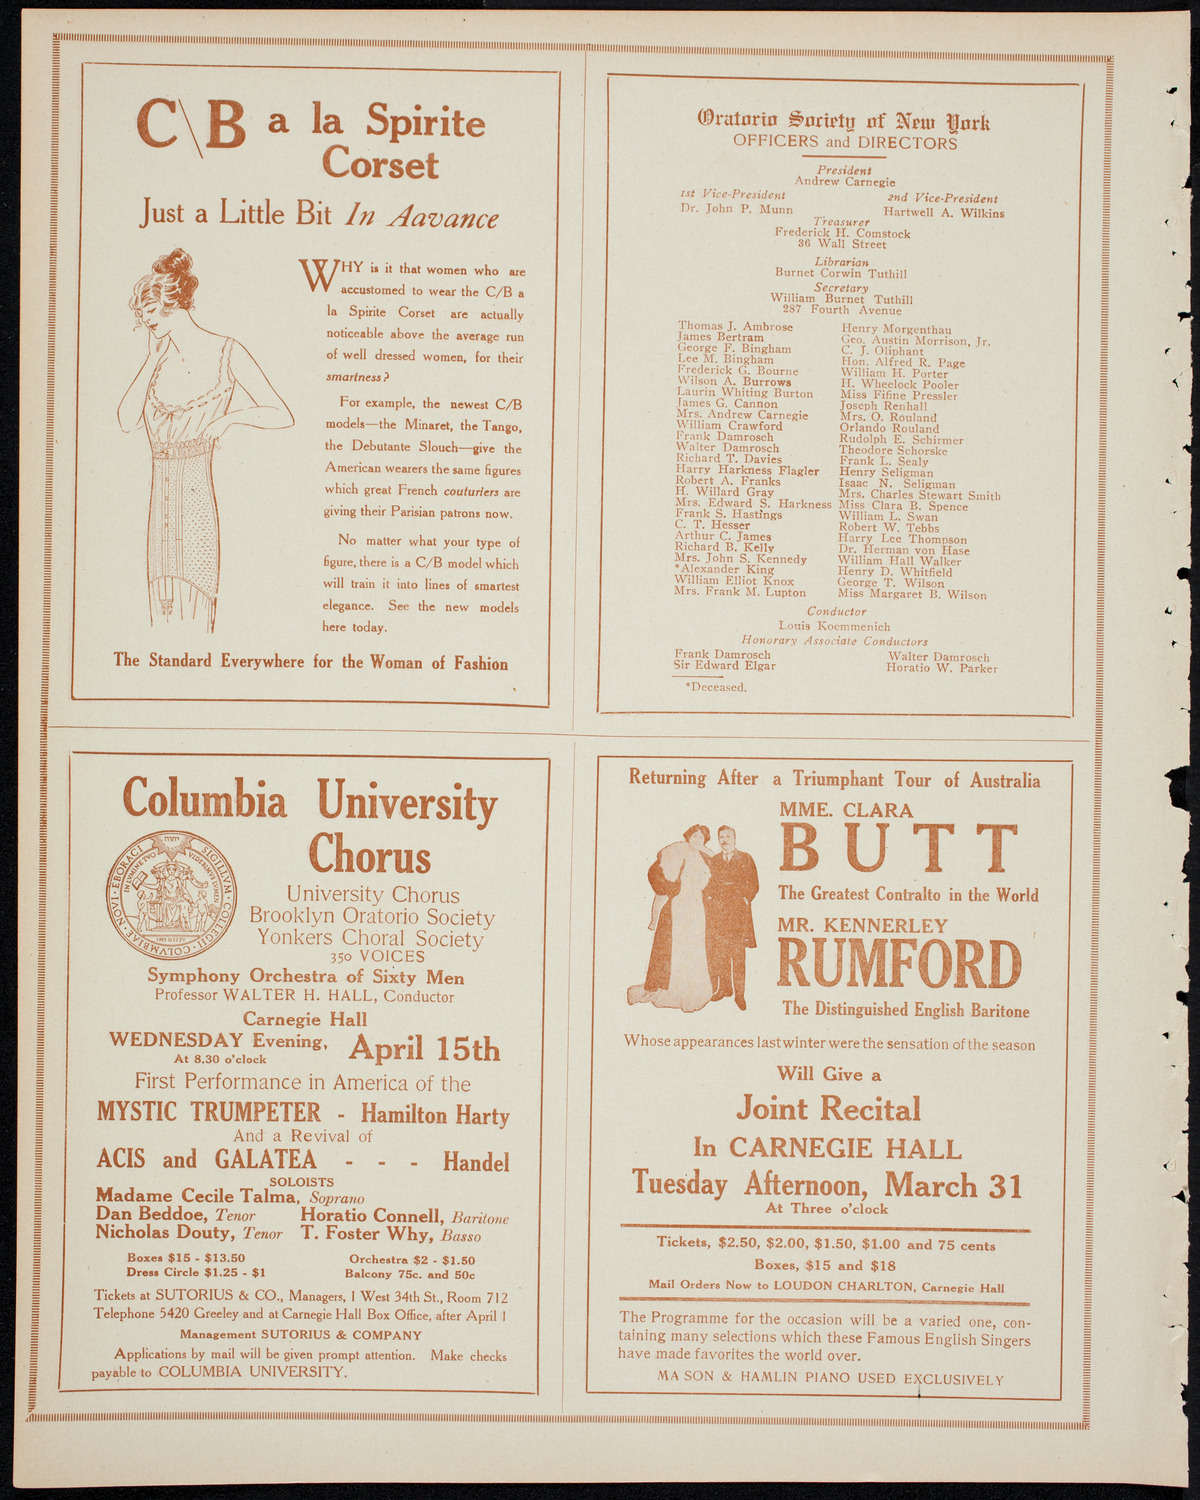 C\B a la Spirite
Corset
Just a Little Bit In Aavance
WHY is it that women who are
accustomed to wear the C/B a
la Spirite Corset are actually
noticeable above the average run
of well dressed women, for their
smartness?
For example, the newest C/B
models—the Minaret, the Tango,
the Debutante Slouch—give the
American wearers the same figures
which great French couturiers are
giving their Parisian patrons now.
No matter what your type of
figure, there is a C/B model which
will train it into lines of smartest
elegance. See the new models
here today.
The Standard Everywhere for the Woman of Fashion
Oratorio Society of New York
OFFICERS and DIRECTORS
President
Andrew Carnegie
1st Vice-President
Dr. John P. Munn
2nd Vice-President
Hartwell A. Wilkins
Treasurer
Frederick H. Comstock
36 Wall Street
Librarian
Burnet Corwin Tuthill
Secretary
William Burnet Tuthill
287 Fourth Avenue
Thomas J. Ambrose
James Bertram
George F. Bingham
Lee M. Bingham
Frederick G. Bourne
Wilson A. Burrows
Laurin Whiting Burton
James G. Cannon
Mrs. Andrew Carnegie
William Crawford
Frank Damrosch
Walter Damrosch
Richard T. Davies
Harry Harkness Flagler
Robert A. Franks
H. Willard Gray
Mrs. Edward S. Harkness
Frank S. Hastings
C. T. Hesser
Arthur C. James
Richard B. Kelly
Mrs. John S. Kennedy
*Alexander King
William Elliot Knox
Mrs. Frank M. Lupton
Henry Morgenthau
Geo. Austin Morrison, Jr.
C. J. Oliphant
Hon. Alfred R. Page
William H. Porter
H. Wheelock Pooler
Miss Fifine Pressler
Joseph Renhall
Mrs. O. Rouland
Orlando Rouland
Rudolph E. Schirmer
Theodore Schorske
Frank L. Sealy
Henry Seligman
Isaac N. Seligman
Mrs. Charles Stewart Smith
Miss Clara B. Spence
William L. Swan
Robert W. Tebbs
Harry Lee Thompson
Dr. Herman von Hase
William Hall Walker
Henry D. Whitfield
George T. Wilson
Miss Margaret B. Wilson
Conductor
Louis Koemmenich
Honorary Associate Conductors
Frank Damrosch
Sir Edward Elgar
Walter Damrosch
Horatio W. Parker
*Deceased.
Columbia University
Chorus
University Chorus
Brooklyn Oratorio Society
Yonkers Choral Society
350 VOICES
Symphony Orchestra of Sixty Men
Professor WALTER H. HALL, Conductor
Carnegie Hall
WEDNESDAY Evening, April 15th
At 8.30 o'clock
First Performance in America of the
MYSTIC TRUMPETER - Hamilton Harty
And a Revival of
ACIS and GALATEA - - - Handel
SOLOISTS
Madame Cecile Talma, Soprano
Dan Beddoe, Tenor Horatio Connell, Baritone
Nicholas Douty, Tenor T. Foster Why, Basso
Boxes $15 - $13.50 Orchestra $2 - $1.50
Dress Circle $1.25 - $1 Balcony 75c. and 50c
Tickets at SUTORIUS & CO., Managers, 1 West 34th St., Room 712
Telephone 5420 Greeley and at Carnegie Hall Box Office, after April 1
Management SUTORIUS & COMPANY
Applications by mail will be given prompt attention. Make checks
payable to COLUMBIA UNIVERSITY.
Returning After a Triumphant Tour of Australia
MME. CLARA
BUTT
The Greatest Contralto in the World
MR. KENNERLEY
RUMFORD
The Distinguished English Baritone
Whose appearances last winter were the sensation of the season
Will Give a
Joint Recital
In CARNEGIE HALL
Tuesday Afternoon, March 31
At Three o'clock
Tickets, $2.50, $2.00, $1.50, $1.00 and 75 cents
Boxes, $15 and $18
Mail Orders Now to LOUDON CHARLTON, Carnegie Hall
The Programme for the occasion will be a varied one, con-
taining many selections which these Famous English Singers
have made favorites the world over.
MASON & HAMLIN PIANO USED EXCLUSIVELY